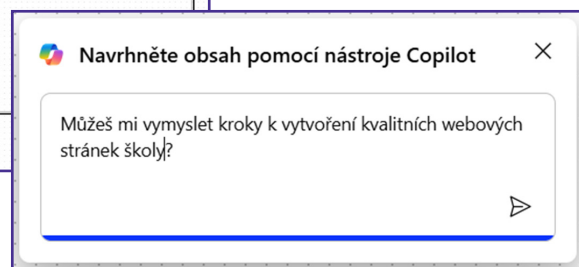 Navrhněte obsah pomocí nástroje Copilot
Můžeš mi vymyslet kroky k vytvoření kvalitních webových
stránek školy?